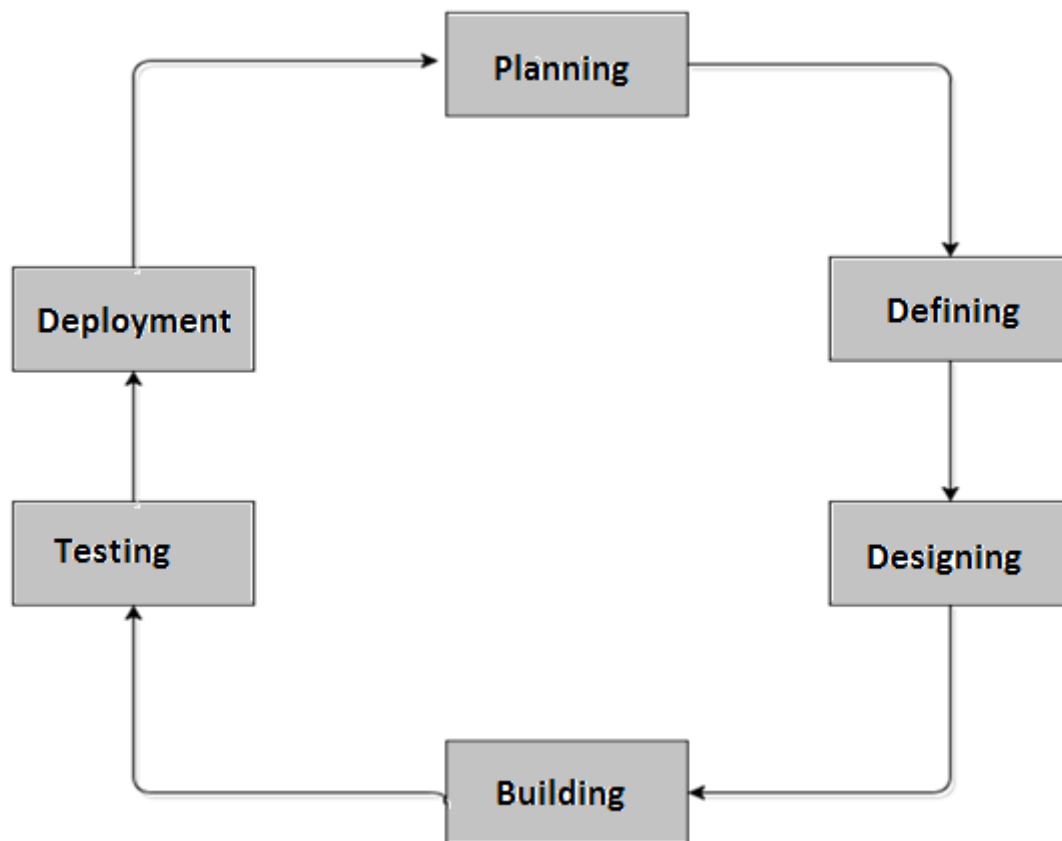 Planning
Defining
Designing
Building
Testing
Deployment